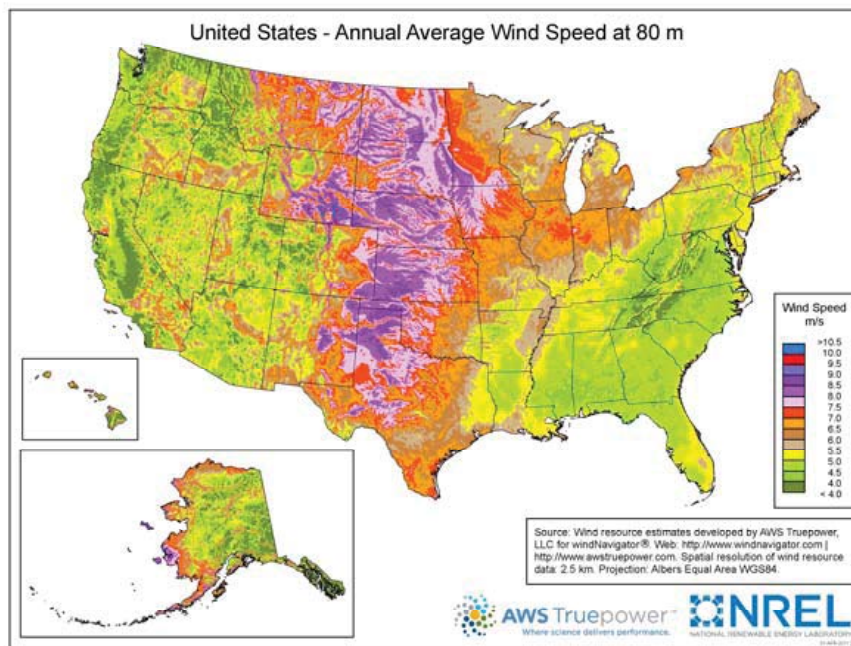 United States - Annual Average Wind Speed at 80 m
Wind Speed
m/s
>10.5
10.0
9.5
9.0
8.5
8.0
7.5
7.0
6.5
6.0
5.5
5.0
4.5
4.0
< 4.0
Source: Wind resource estimates developed by AWS Truepower,
LLC for windNavigator®. Web: http://www.windnavigator.com |
http://www.awstruepower.com. Spatial resolution of wind resource
data: 2.5 km. Projection: Albers Equal Area WGS84.
AWS Truepower™
Where science delivers performance.
NREL
NATIONAL RENEWABLE ENERGY LABORATORY